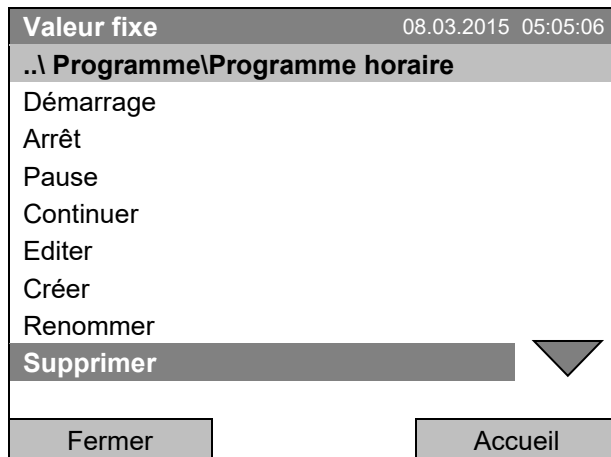 Valeur fixe 08.03.2015 05:05:06
..\ Programme\Programme horaire
Démarrage
Arrêt
Pause
Continuer
Editer
Créer
Renommer
Supprimer
Fermer Accueil